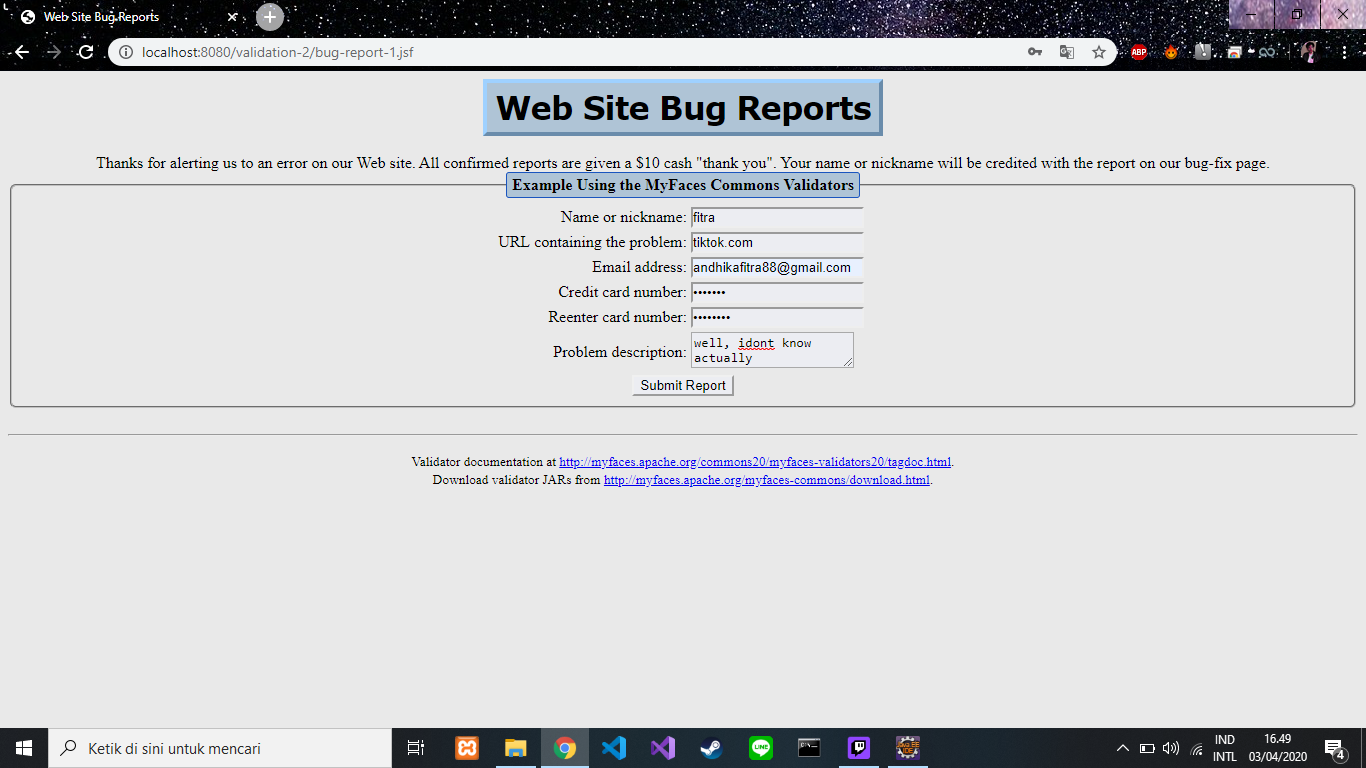 Web Site Bug Reports
localhost:8080/validation-2/bug-report-1.jsf
ABP
Web Site Bug Reports
Thanks for alerting us to an error on our Web site. All confirmed reports are given a $10 cash "thank you". Your name or nickname will be credited with the report on our bug-fix page.
Example Using the MyFaces Commons Validators
Name or nickname: fitra
URL containing the problem: tiktok.com
Email address: andhikafitra88@gmail.com
Credit card number: •••••••
Reenter card number: ••••••••
Problem description: well, idont know
actually
Submit Report
Validator documentation at http://myfaces.apache.org/commons20/myfaces-validators20/tagdoc.html.
Download validator JARs from http://myfaces.apache.org/myfaces-commons/download.html.
Ketik di sini untuk mencari
LINE
IND
INTL
16.49
03/04/2020
4